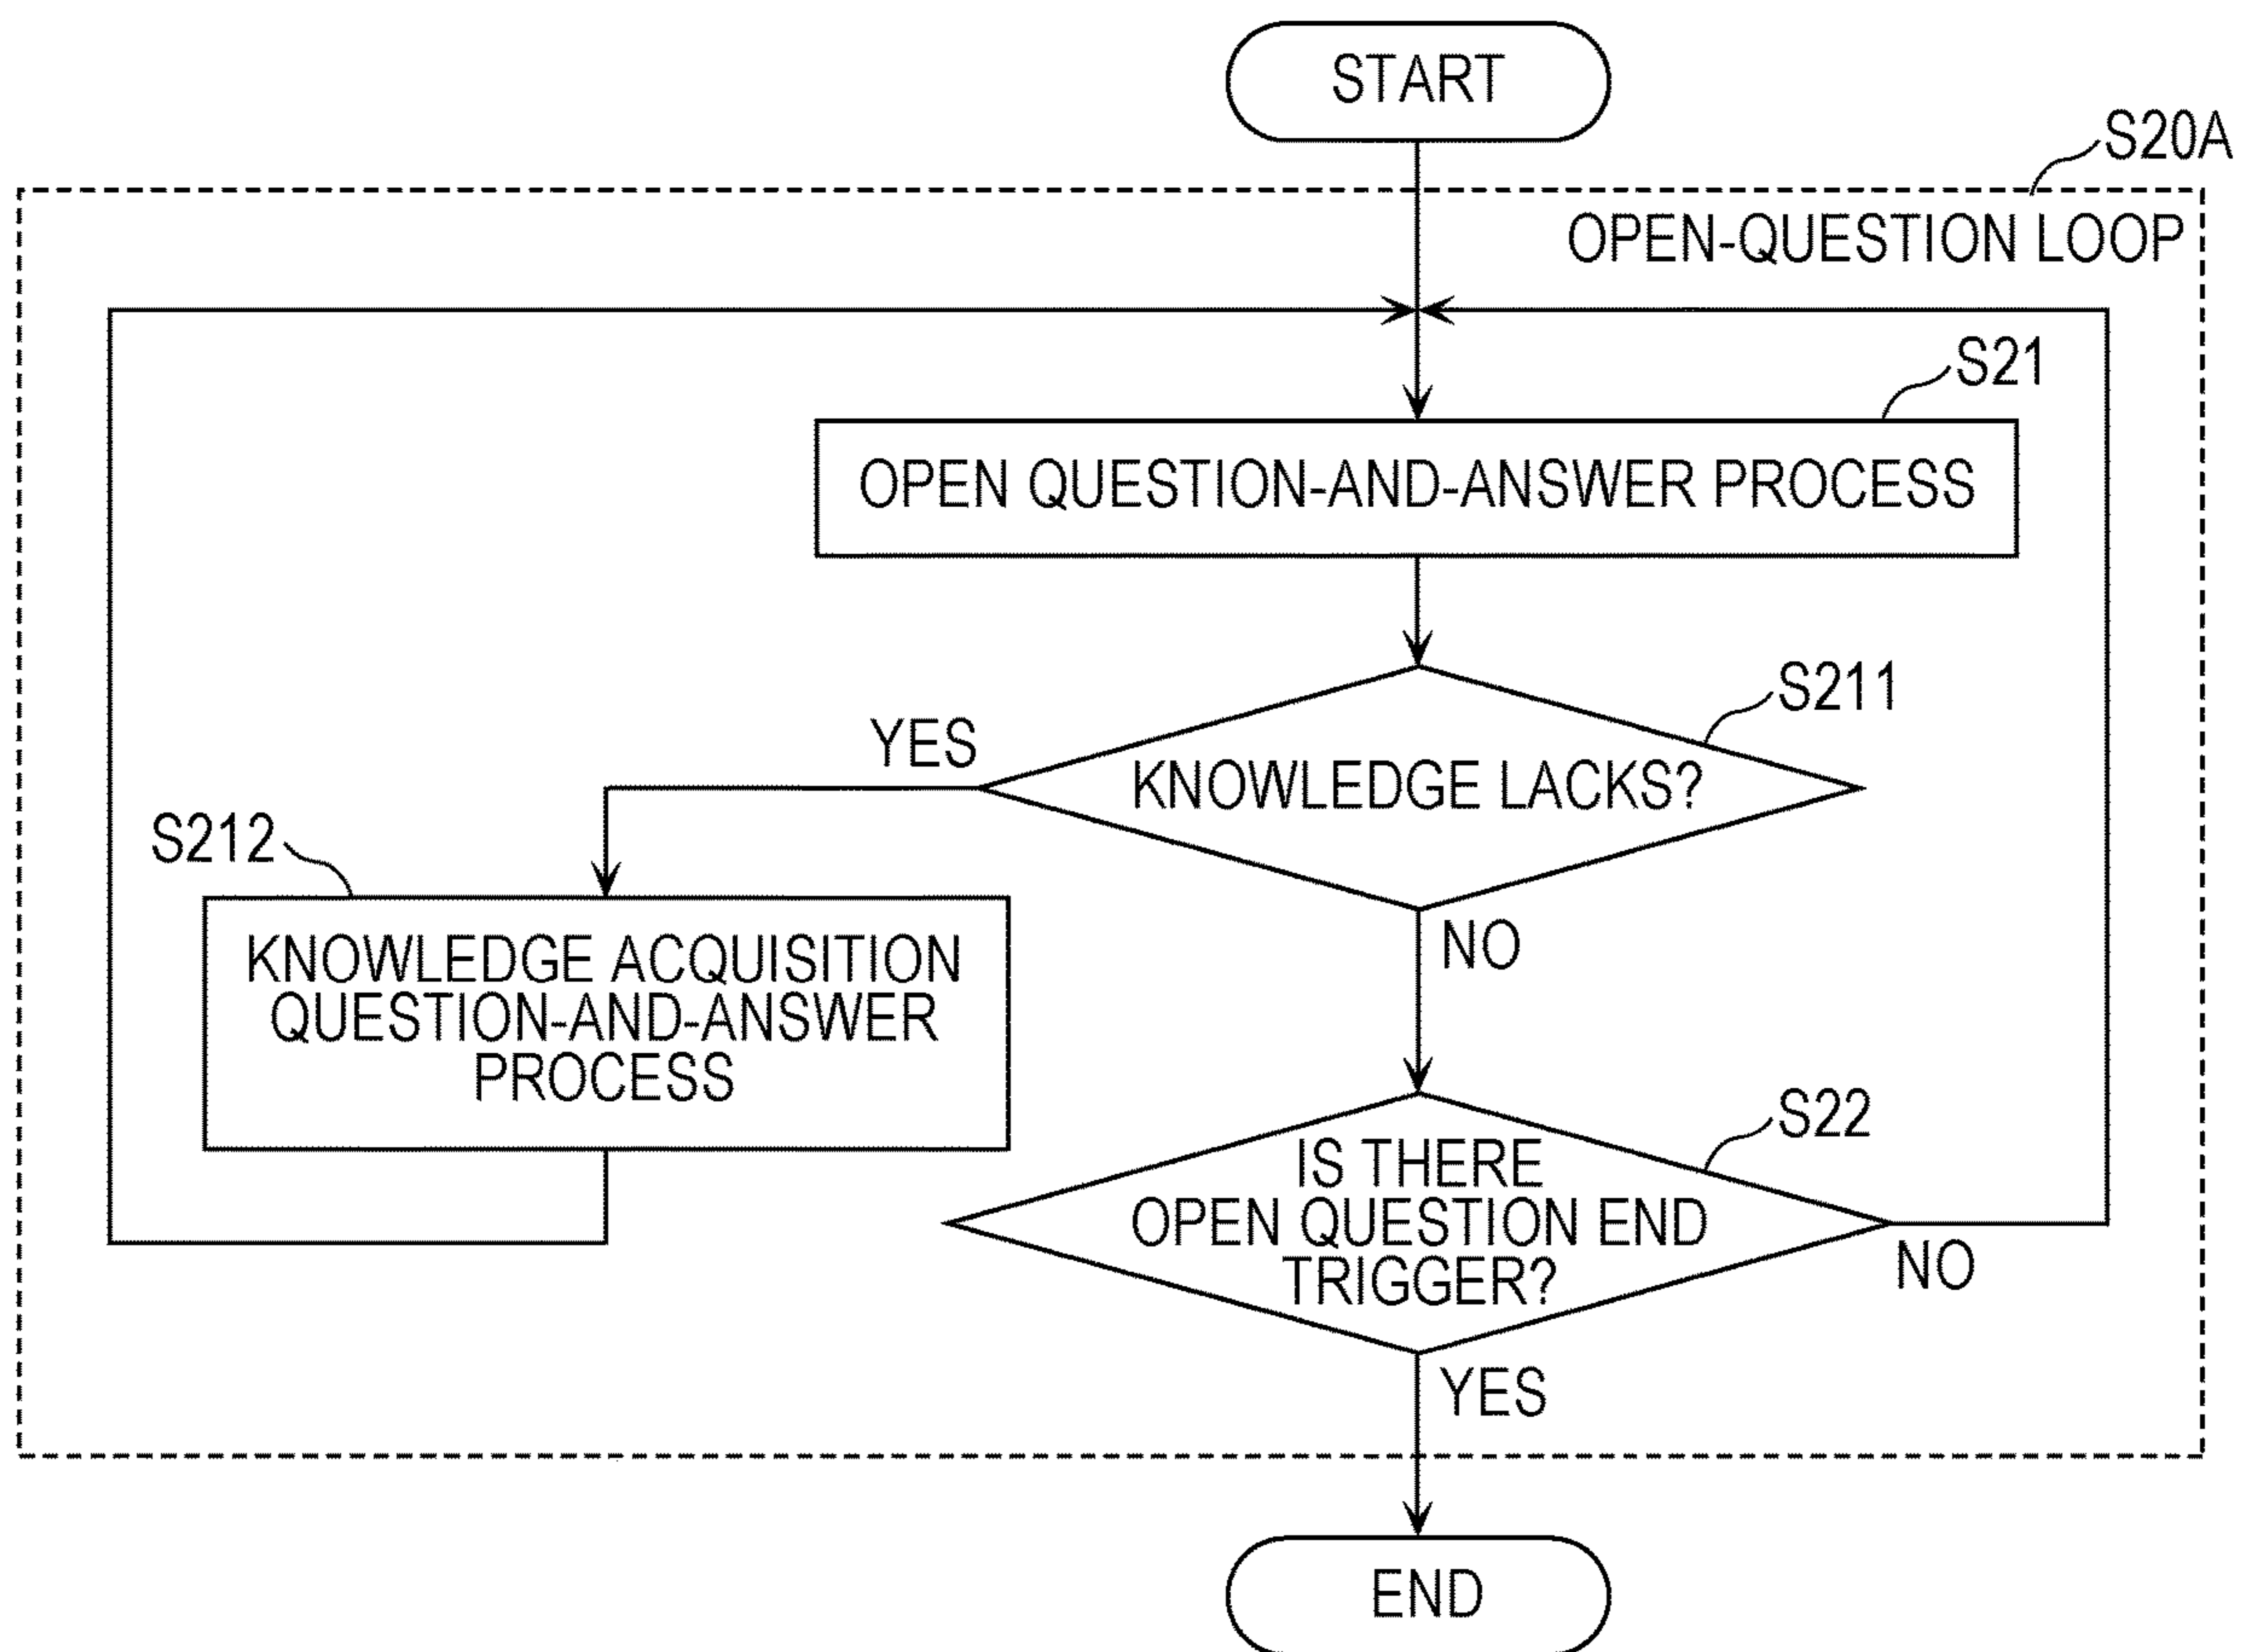 START
S20A
OPEN-QUESTION LOOP
S21
OPEN QUESTION-AND-ANSWER PROCESS
S211
YES
KNOWLEDGE LACKS?
S212
NO
KNOWLEDGE ACQUISITION
QUESTION-AND-ANSWER
PROCESS
S22
IS THERE
OPEN QUESTION END
TRIGGER?
NO
YES
END